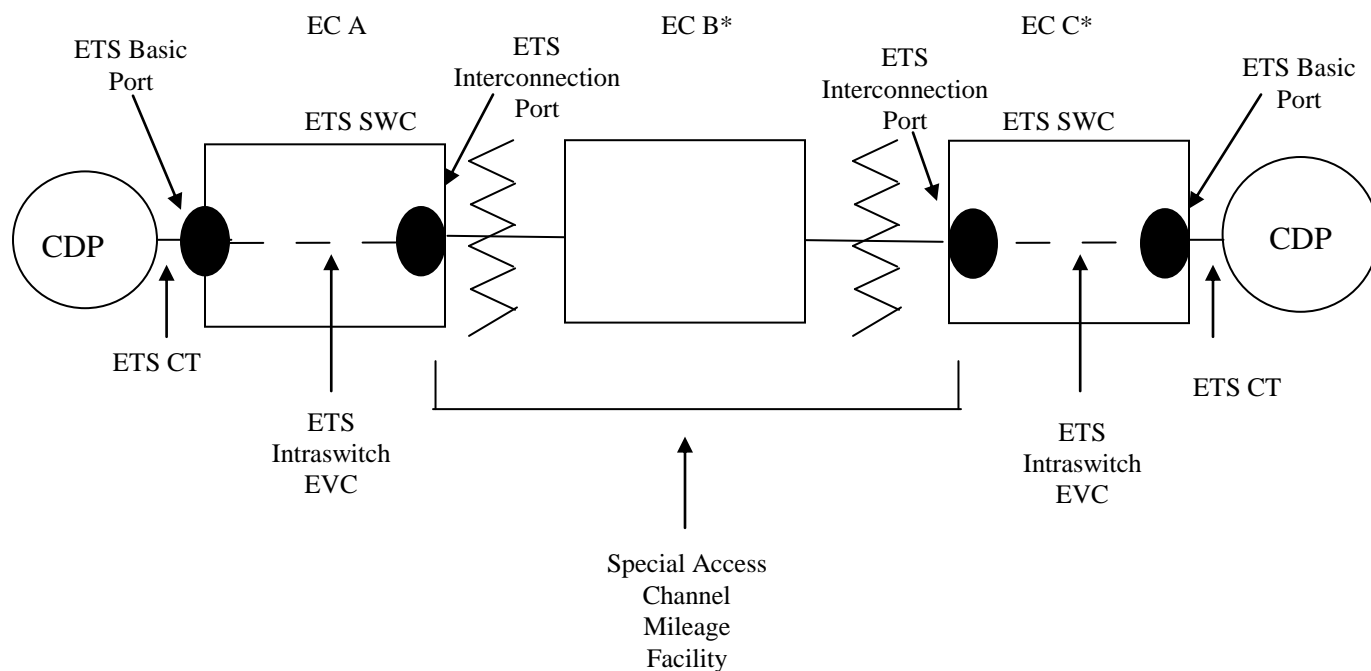 EC A
EC B*
EC C*
ETS Basic
Port
ETS
Interconnection
Port
ETS
Interconnection
Port
ETS Basic
Port
ETS SWC
ETS SWC
CDP
CDP
ETS CT
ETS CT
ETS
Intraswitch
EVC
ETS
Intraswitch
EVC
Special Access
Channel
Mileage
Facility